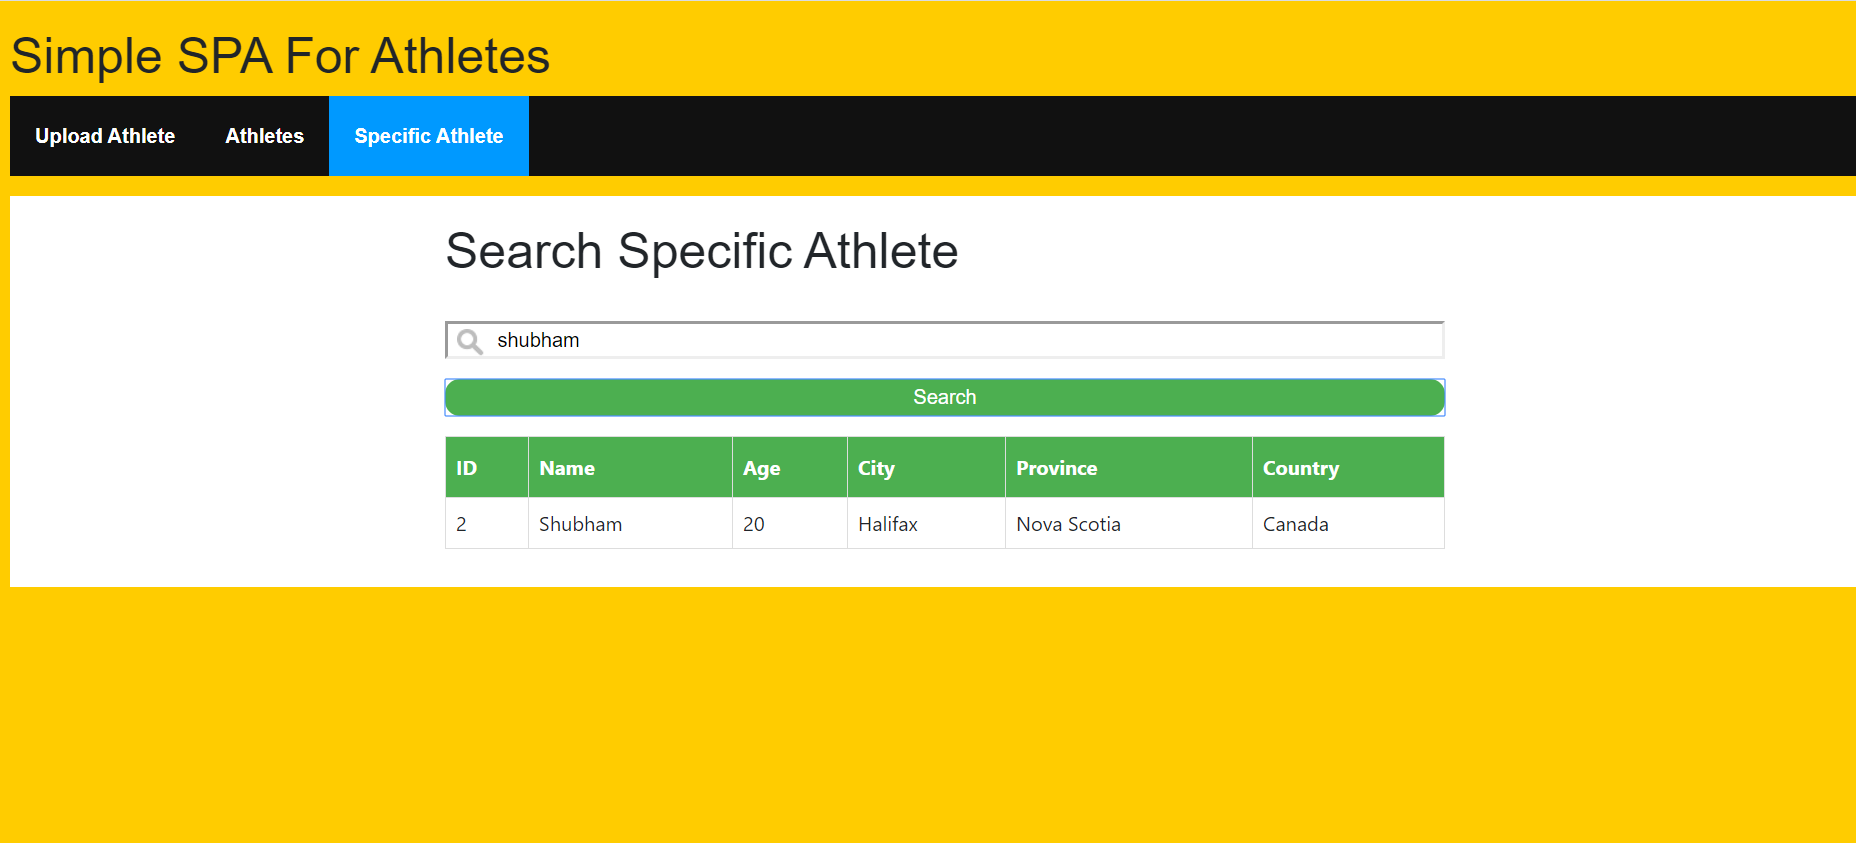 Simple SPA For Athletes
Upload Athlete Athletes Specific Athlete
Search Specific Athlete
shubham
Search
ID Name Age City Province Country
2 Shubham 20 Halifax Nova Scotia Canada